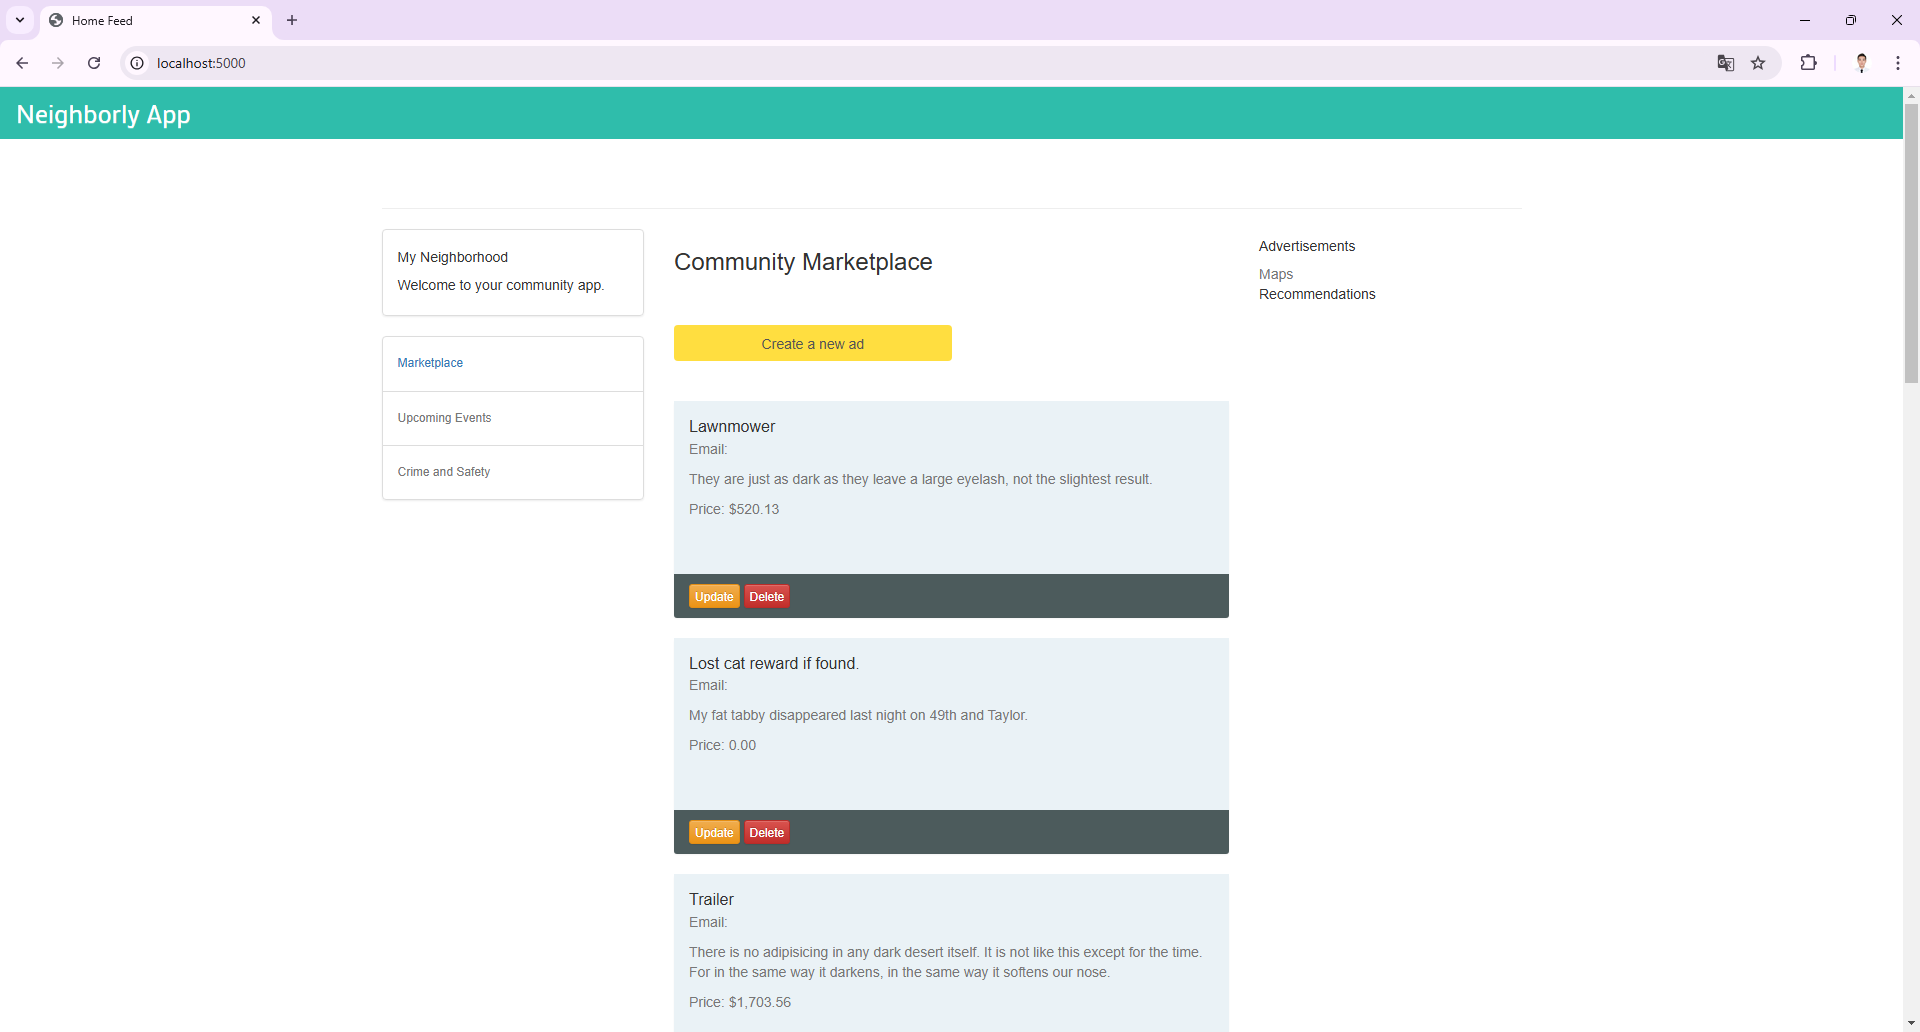 Home Feed
localhost:5000
Neighborly App
My Neighborhood
Welcome to your community app.
Marketplace
Upcoming Events
Crime and Safety
Community Marketplace
Create a new ad
Lawnmower
Email:
They are just as dark as they leave a large eyelash, not the slightest result.
Price: $520.13
Update Delete
Lost cat reward if found.
Email:
My fat tabby disappeared last night on 49th and Taylor.
Price: 0.00
Update Delete
Trailer
Email:
There is no adipisicing in any dark desert itself. It is not like this except for the time.
For in the same way it darkens, in the same way it softens our nose.
Price: $1,703.56
Advertisements
Maps
Recommendations